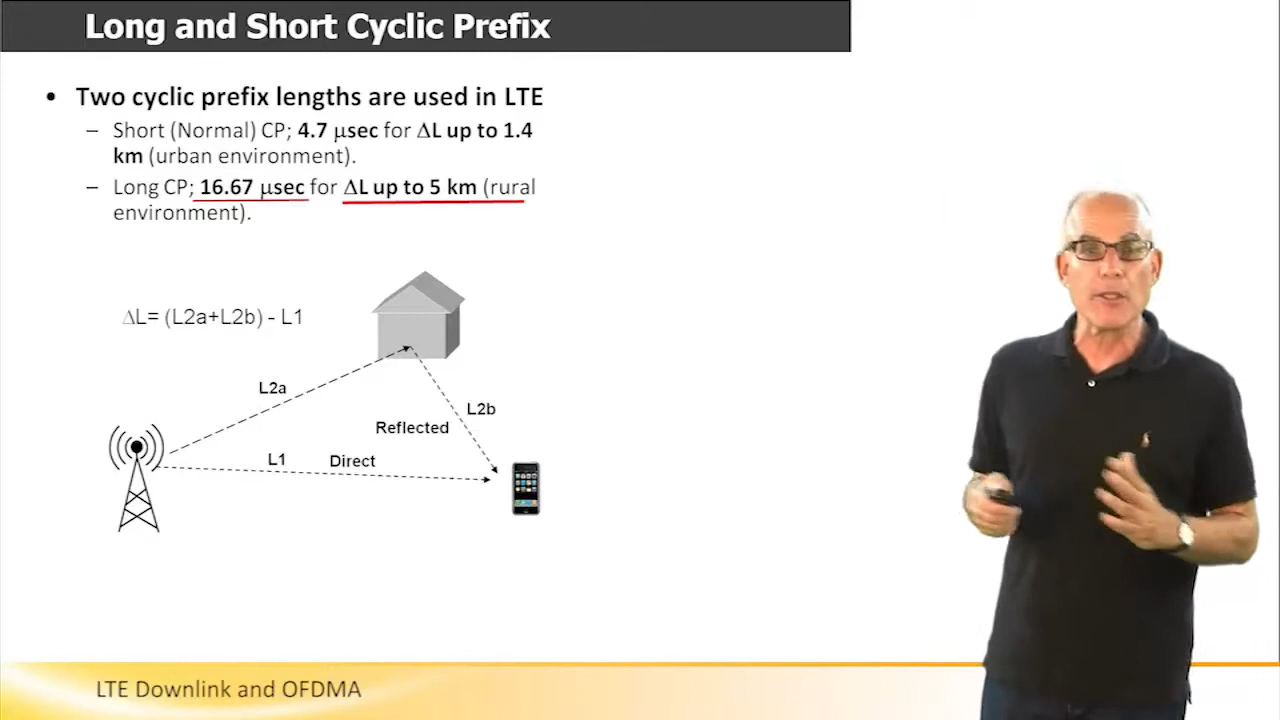 Long and Short Cyclic Prefix
• Two cyclic prefix lengths are used in LTE
– Short (Normal) CP; 4.7 μsec for ΔL up to 1.4
km (urban environment).
– Long CP; 16.67 μsec for ΔL up to 5 km (rural
environment).
ΔL= (L2a+L2b) - L1
L2a
L2b
Reflected
L1
Direct
LTE Downlink and OFDMA